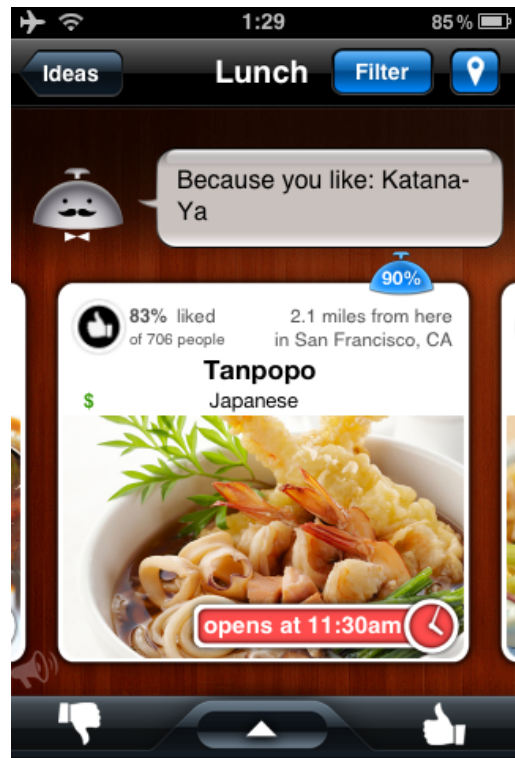 1:29
85%
Ideas
Lunch
Filter
Because you like: Katana-
Ya
90%
83% liked
of 706 people
2.1 miles from here
in San Francisco, CA
Tanpopo
$
Japanese
opens at 11:30am